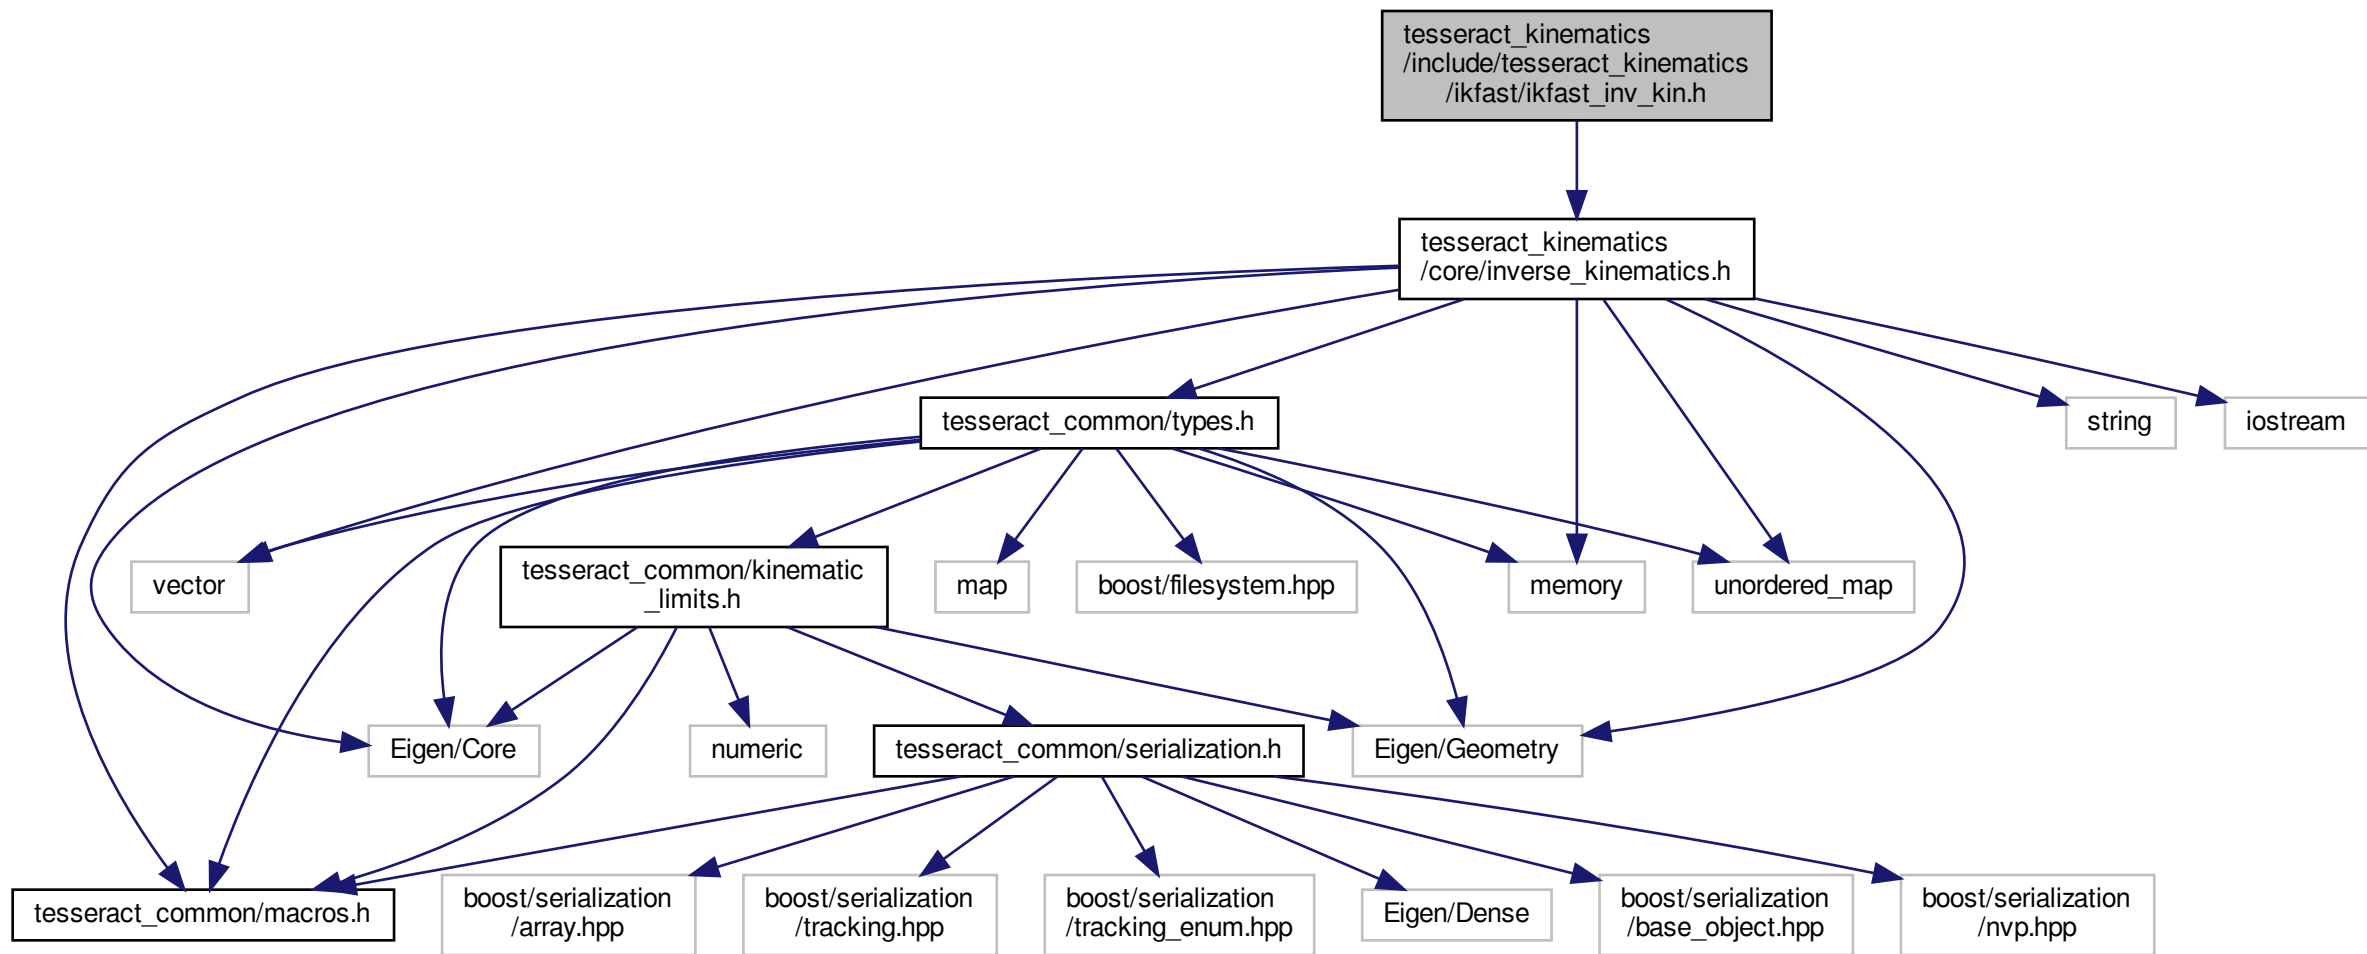 tesseract_kinematics
/include/tesseract_kinematics
/ikfast/ikfast_inv_kin.h
tesseract_kinematics
/core/inverse_kinematics.h
tesseract_common/types.h
string
iostream
vector
tesseract_common/kinematic
_limits.h
map
boost/filesystem.hpp
memory
unordered_map
Eigen/Core
numeric
tesseract_common/serialization.h
Eigen/Geometry
tesseract_common/macros.h
boost/serialization
/array.hpp
boost/serialization
/tracking.hpp
boost/serialization
/tracking_enum.hpp
Eigen/Dense
boost/serialization
/base_object.hpp
boost/serialization
/nvp.hpp